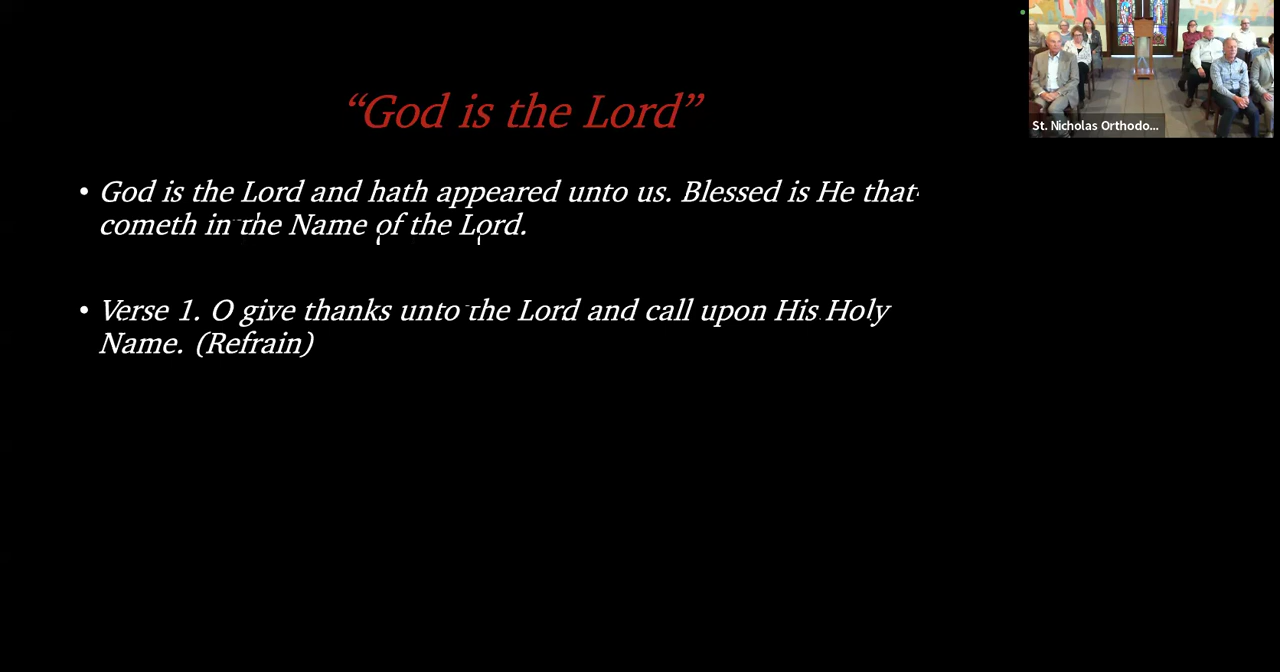 “God is the Lord”
• God is the Lord and hath appeared unto us. Blessed is He that
cometh in the Name of the Lord.
• Verse 1. O give thanks unto the Lord and call upon His Holy
Name. (Refrain)
St. Nicholas Orthodo...